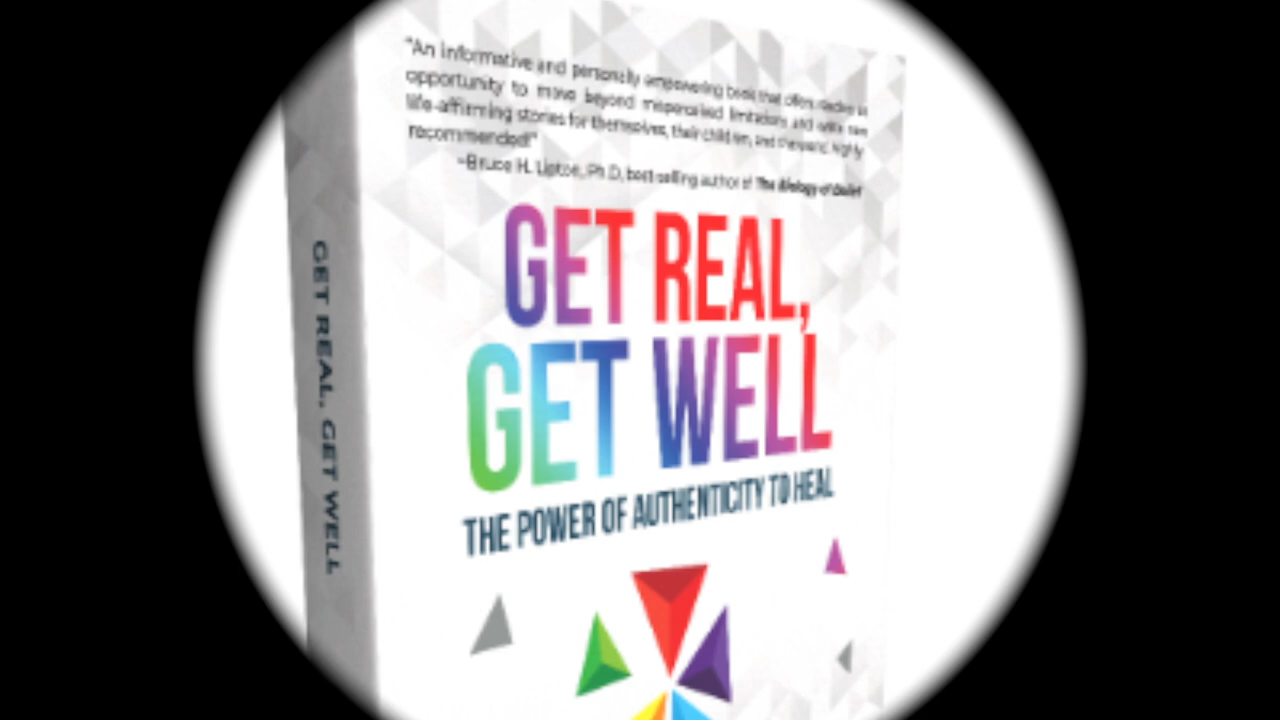 "An informative and personally empowering book that offers readers an
opportunity to move beyond misperceived limitations and write new
life-affirming stories for themselves, their children, and the world. highly
recommended!"
~Bruce H. Lipton, Ph.D, best-selling author of The Biology of Belief
GET REAL,
GET WELL
THE POWER OF AUTHENTICITY TO HEAL
GET REAL, GET WELL